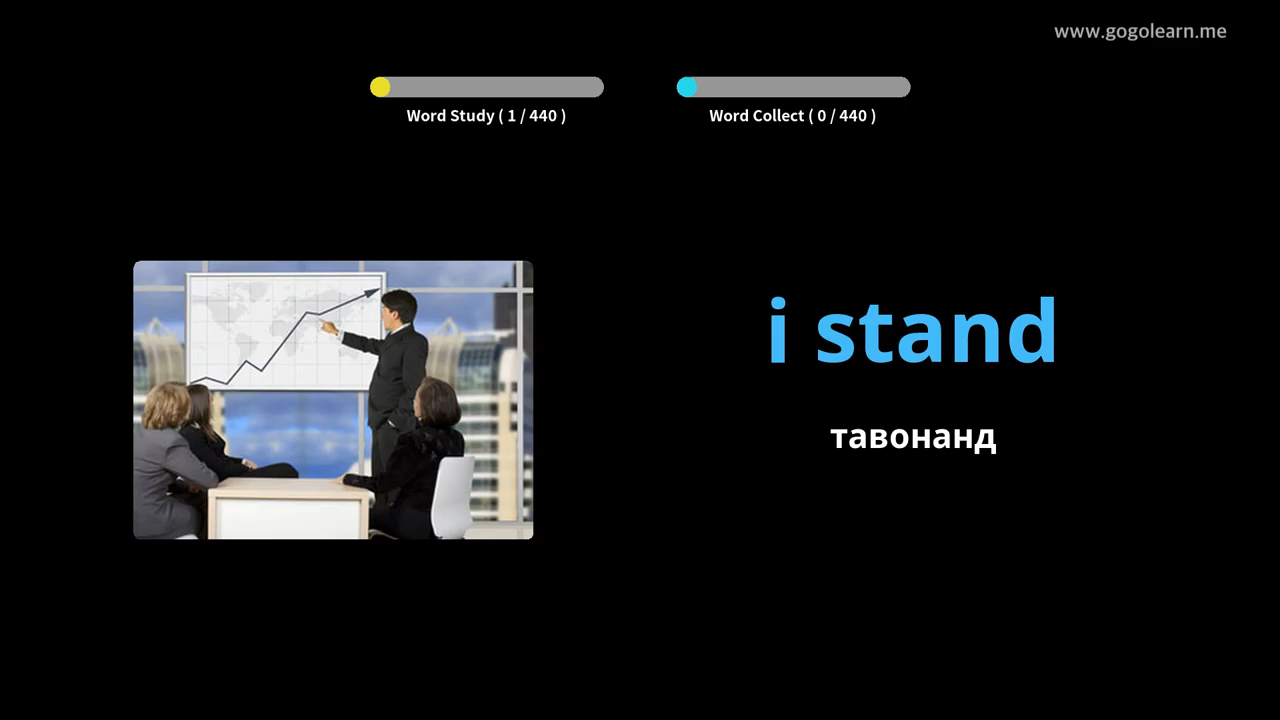 www.gogolearn.me
Word Study ( 1 / 440 )
Word Collect ( 0 / 440 )
i stand
тавонанд